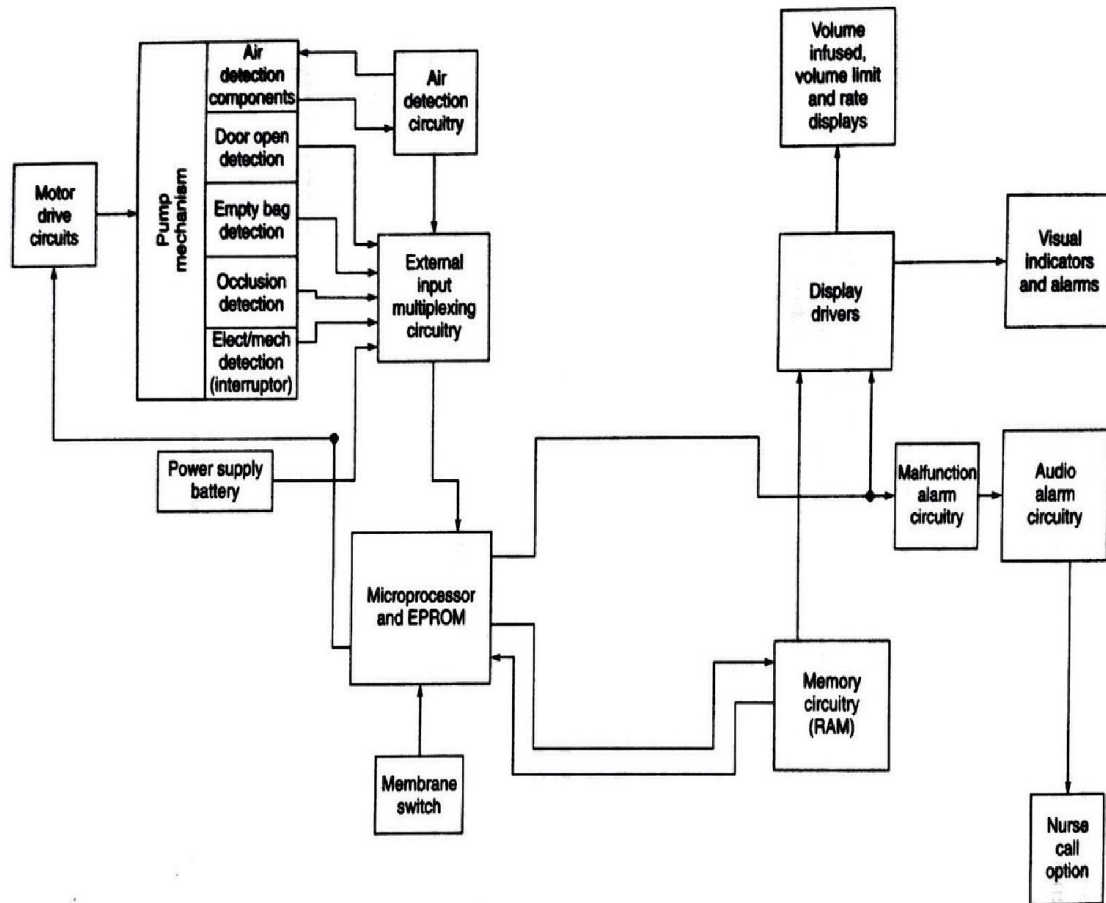 Air
detection
components
Air
detection
circuitry
Volume
infused,
volume limit
and rate
displays
Door open
detection
Motor
drive
circuits
Pump
mechanism
Empty bag
detection
External
input
multiplexing
circuitry
Visual
indicators
and alarms
Display
drivers
Occlusion
detection
Elect/mech
detection
(interruptor)
Power supply
battery
Malfunction
alarm
circuitry
Audio
alarm
circuitry
Microprocessor
and EPROM
Memory
circuitry
(RAM)
Membrane
switch
Nurse
call
option